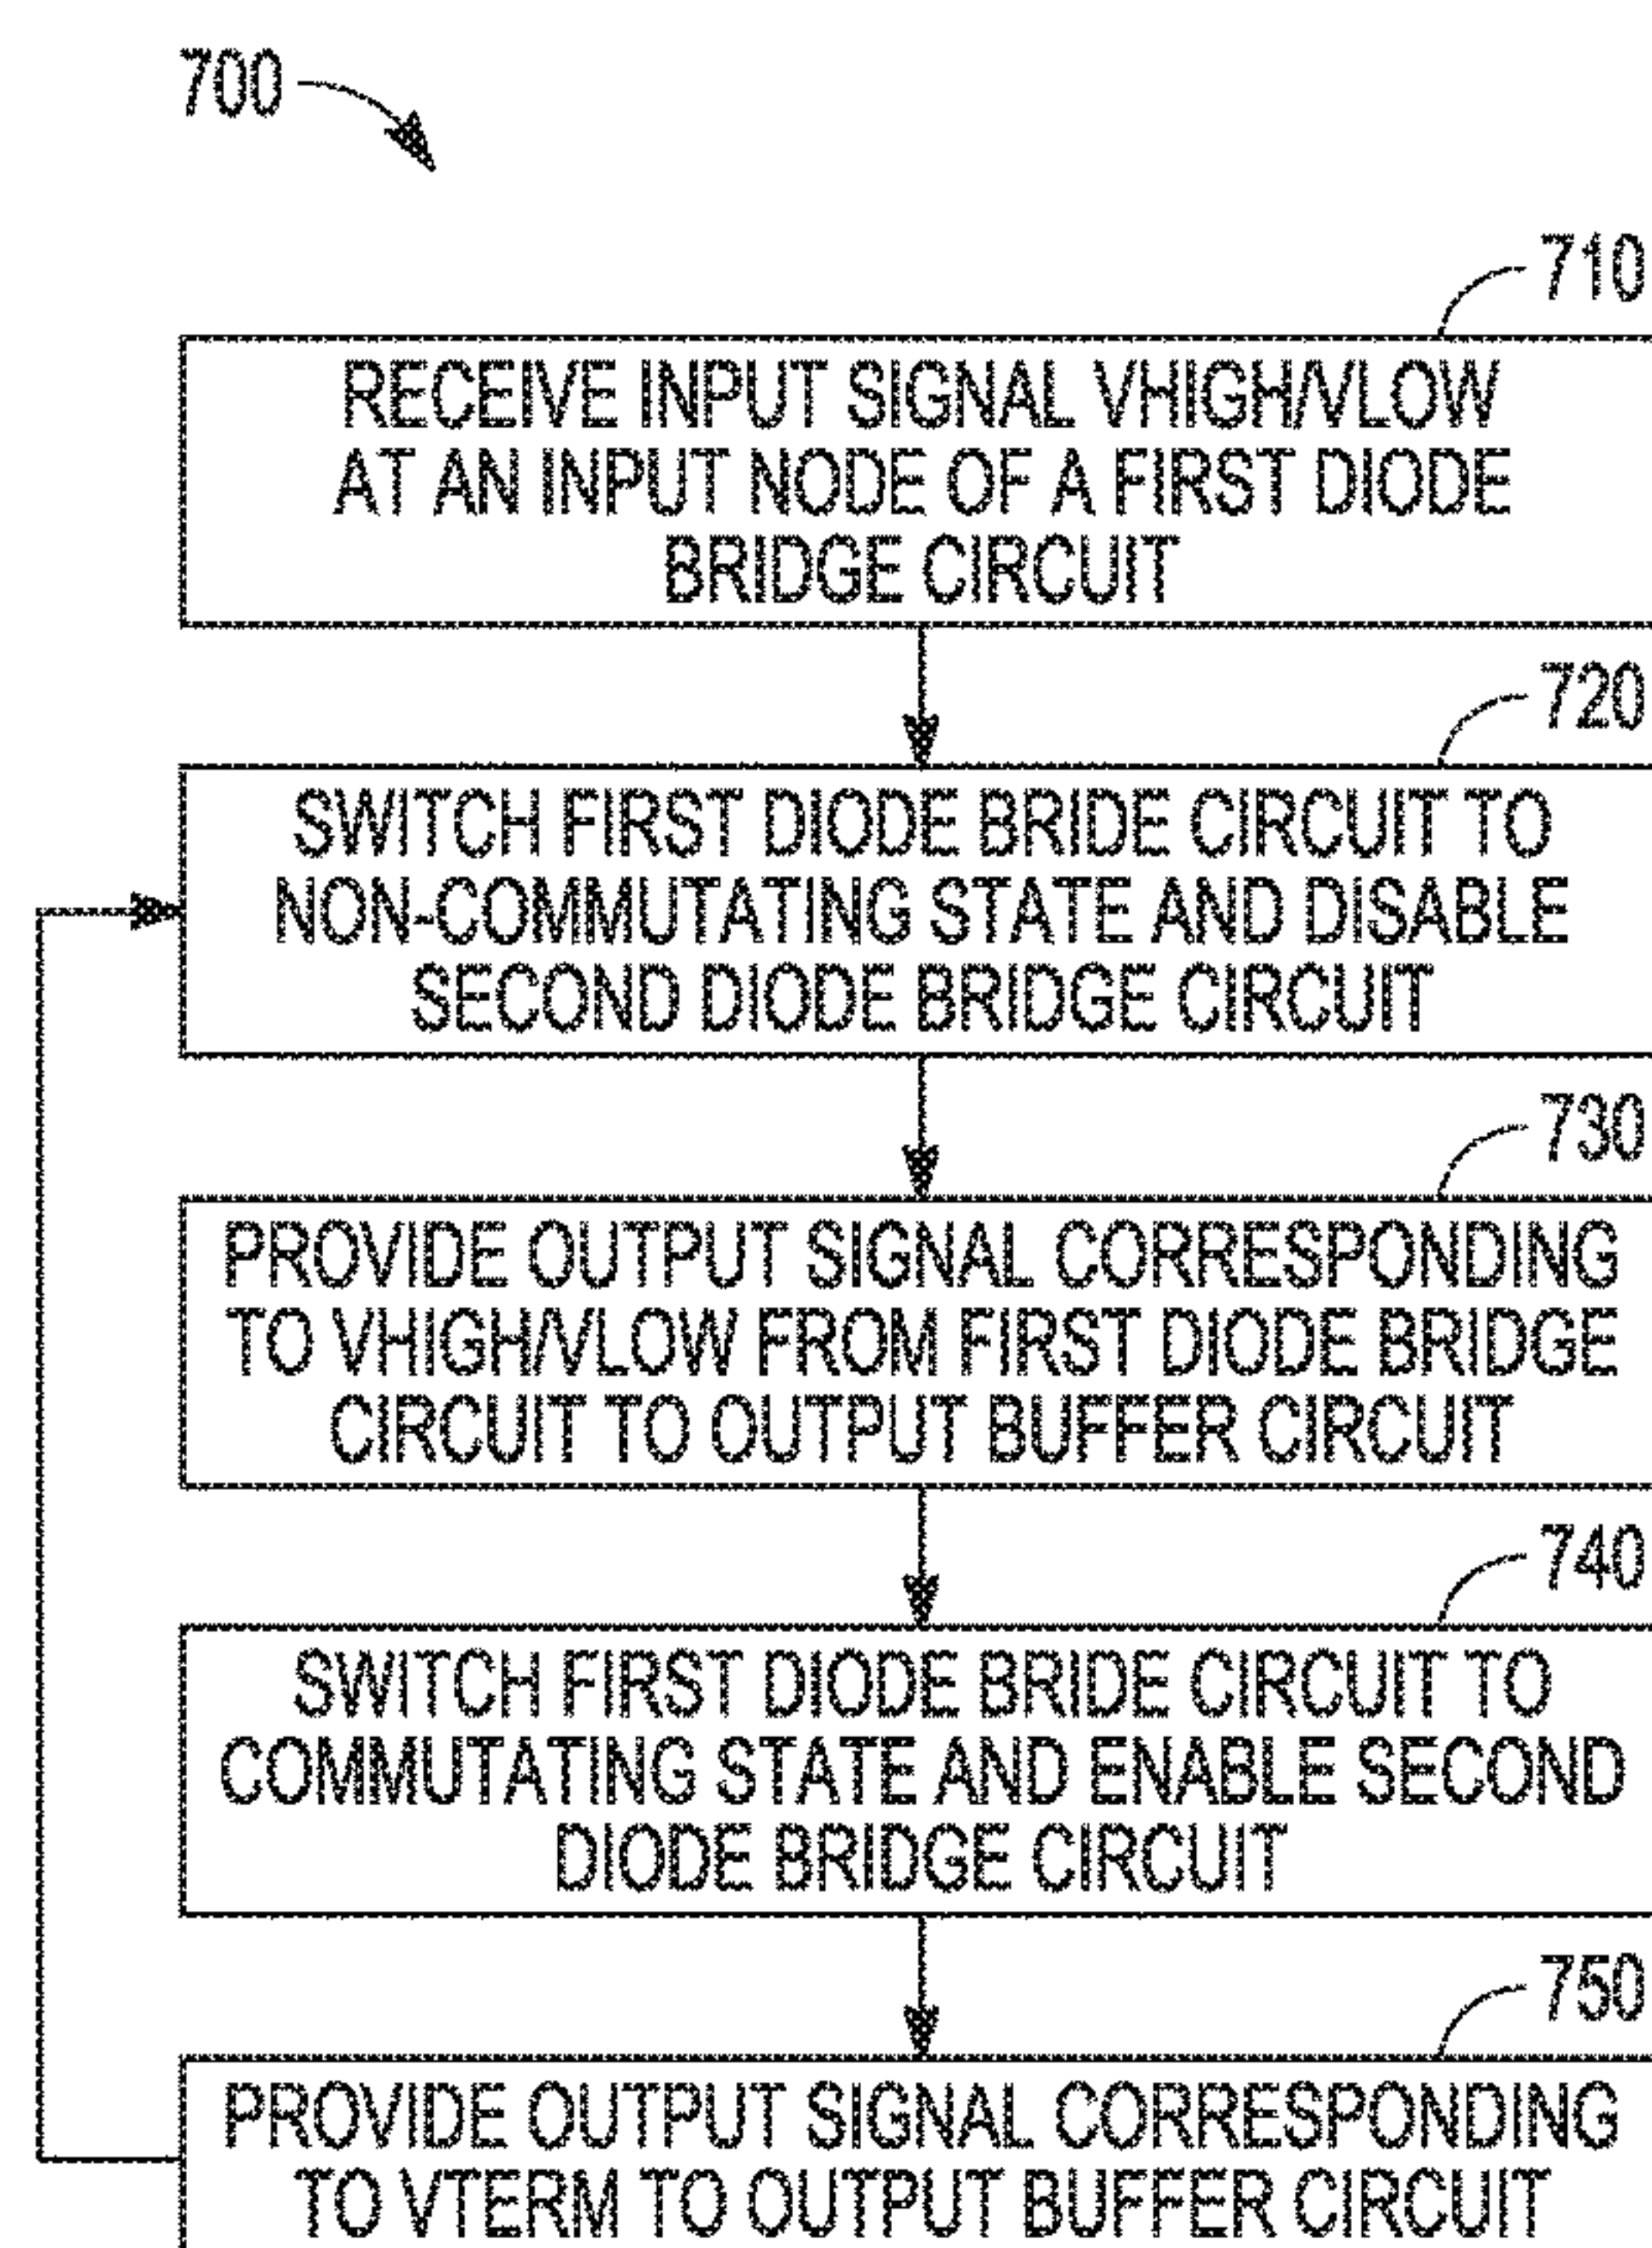 700
710
RECEIVE INPUT SIGNAL VHIGH/VLOW
AT AN INPUT NODE OF A FIRST DIODE
BRIDGE CIRCUIT
720
SWITCH FIRST DIODE BRIDE CIRCUIT TO
NON-COMMUTATING STATE AND DISABLE
SECOND DIODE BRIDGE CIRCUIT
730
PROVIDE OUTPUT SIGNAL CORRESPONDING
TO VHIGH/VLOW FROM FIRST DIODE BRIDGE
CIRCUIT TO OUTPUT BUFFER CIRCUIT
740
SWITCH FIRST DIODE BRIDE CIRCUIT TO
COMMUTATING STATE AND ENABLE SECOND
DIODE BRIDGE CIRCUIT
750
PROVIDE OUTPUT SIGNAL CORRESPONDING
TO VTERM TO OUTPUT BUFFER CIRCUIT